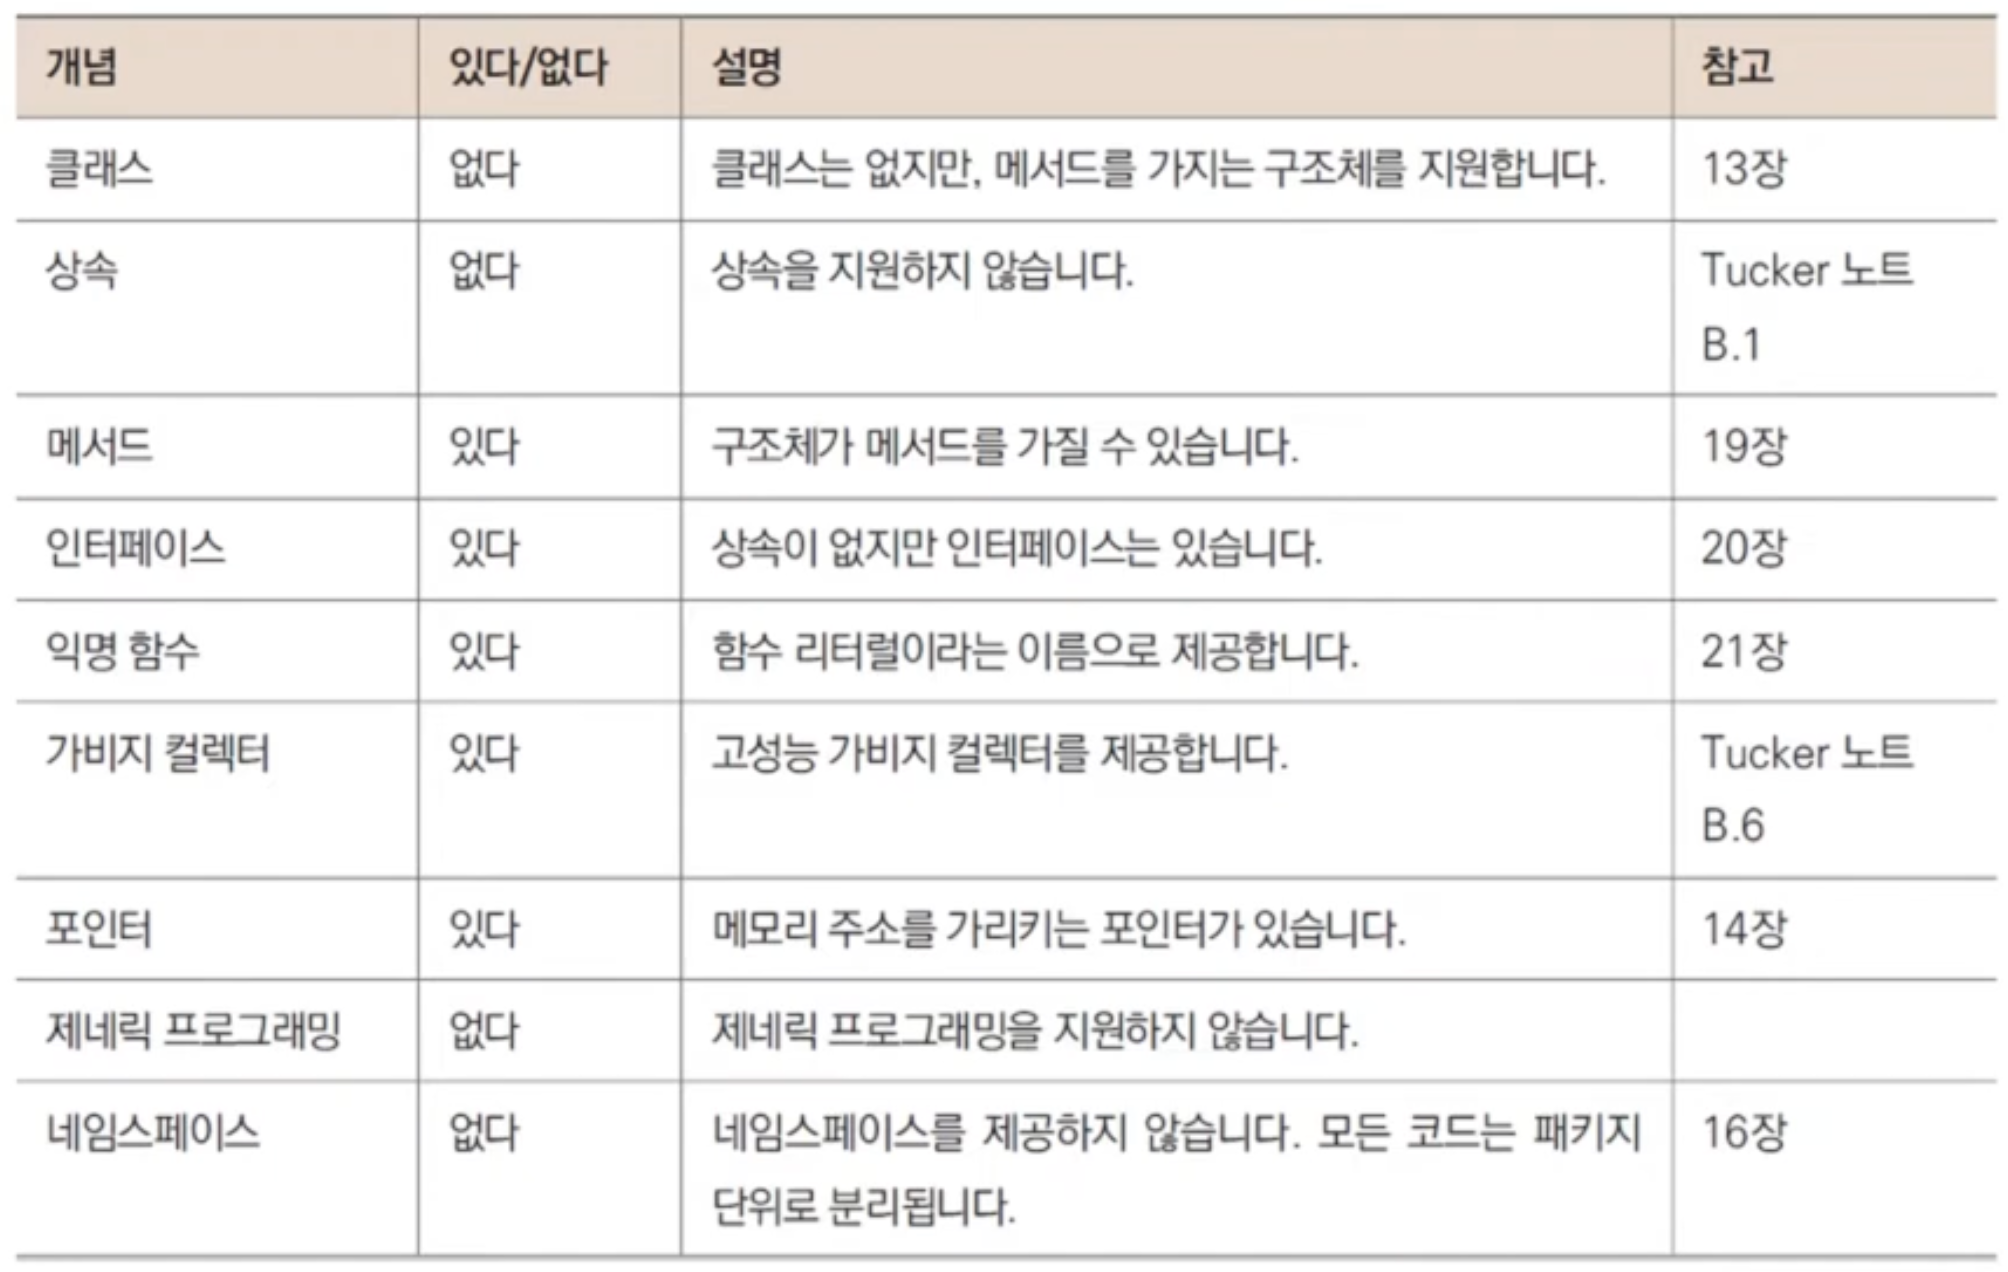 개념 있다/없다 설명 참고
클래스 없다 클래스는 없지만, 메서드를 가지는 구조체를 지원합니다. 13장
상속 없다 상속을 지원하지 않습니다. Tucker 노트
B.1
메서드 있다 구조체가 메서드를 가질 수 있습니다. 19장
인터페이스 있다 상속이 없지만 인터페이스는 있습니다. 20장
익명 함수 있다 함수 리터럴이라는 이름으로 제공합니다. 21장
가비지 컬렉터 있다 고성능 가비지 컬렉터를 제공합니다. Tucker 노트
B.6
포인터 있다 메모리 주소를 가리키는 포인터가 있습니다. 14장
제네릭 프로그래밍 없다 제네릭 프로그래밍을 지원하지 않습니다.
네임스페이스 없다 네임스페이스를 제공하지 않습니다. 모든 코드는 패키지 16장
단위로 분리됩니다.